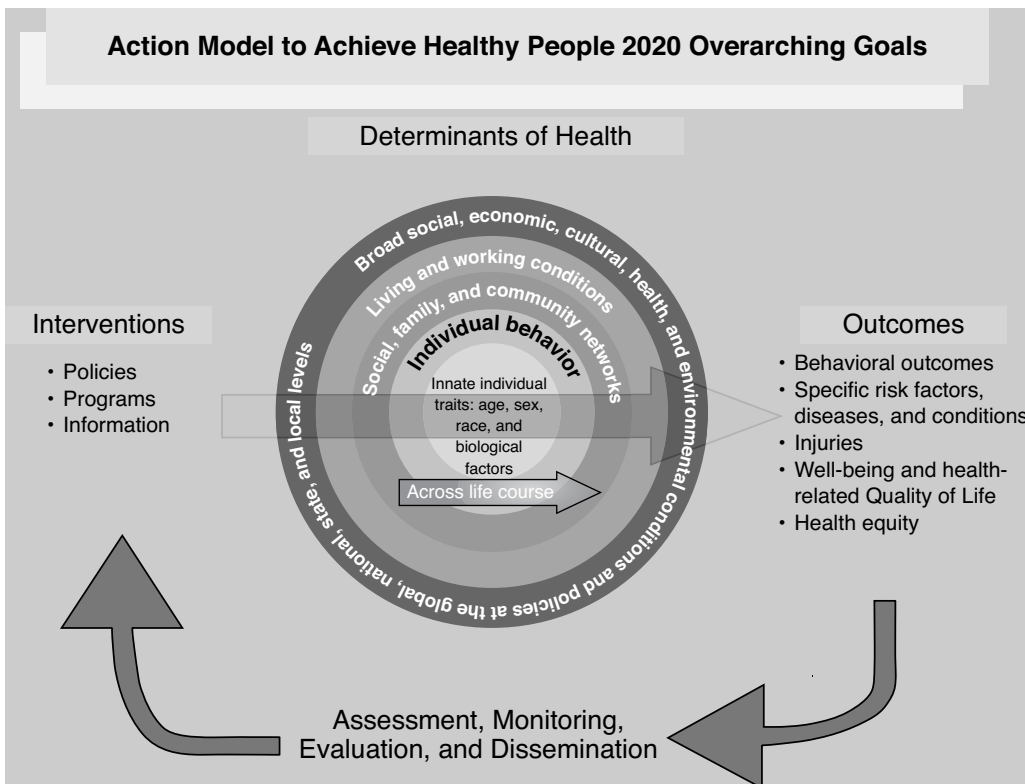 Action Model to Achieve Healthy People 2020 Overarching Goals
Determinants of Health
Broad social, economic, cultural, health, and environmental conditions and policies at the global, national, state, and local levels
Living and working conditions
Social, family, and community networks
Individual behavior
Innate individual
traits: age, sex,
race, and
biological
factors
Across life course
Interventions
• Policies
• Programs
• Information
Outcomes
• Behavioral outcomes
• Specific risk factors,
diseases, and conditions
• Injuries
• Well-being and health-
related Quality of Life
• Health equity
Assessment, Monitoring,
Evaluation, and Dissemination